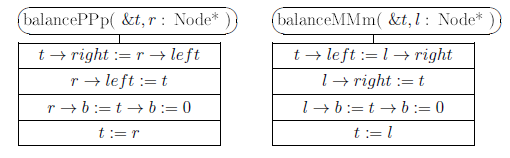 balancePPp( &t, r : Node* )
t → right := r → left
r → left := t
r → b := t → b := 0
t := r
balanceMMm( &t, l : Node* )
t → left := l → right
l → right := t
l → b := t → b := 0
t := l